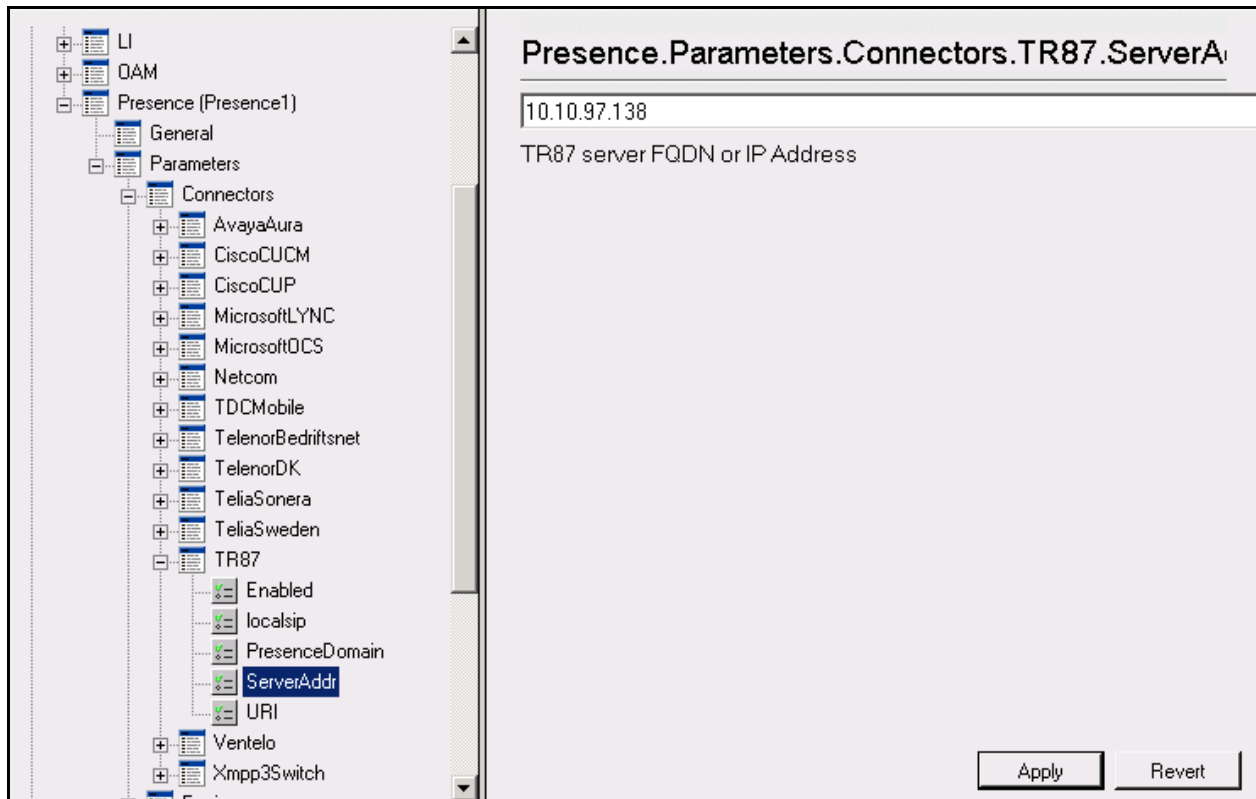 LI
OAM
Presence (Presence1)
General
Parameters
Connectors
AvayaAura
CiscoCUCM
CiscoCUP
MicrosoftLYNC
MicrosoftOCS
Netcom
TDCMobile
TelenorBedriftsnet
TelenorDK
TeliaSonera
TeliaSweden
TR87
Enabled
localsip
PresenceDomain
ServerAddr
URI
Ventelo
Xmpp3Switch
Presence.Parameters.Connectors.TR87.ServerA
10.10.97.138
TR87 server FQDN or IP Address
Apply Revert